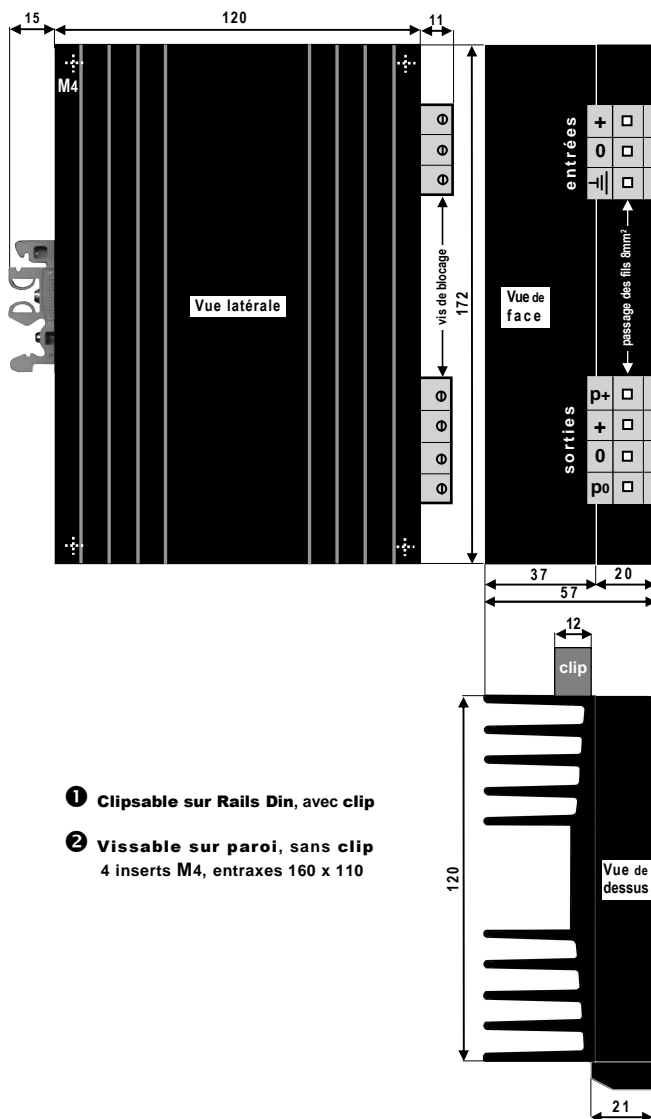 15
120
11
M4
Vue latérale
vis de blocage
172
Vue de
face
entrées
+
0
passage des fils 8mm²
sorties
p+
+
0
p0
37
20
57
12
clip
120
Vue de
dessus
21
❶ Clipsable sur Rails Din, avec clip
❷ Vissable sur paroi, sans clip
4 inserts M4, entraxes 160 x 110